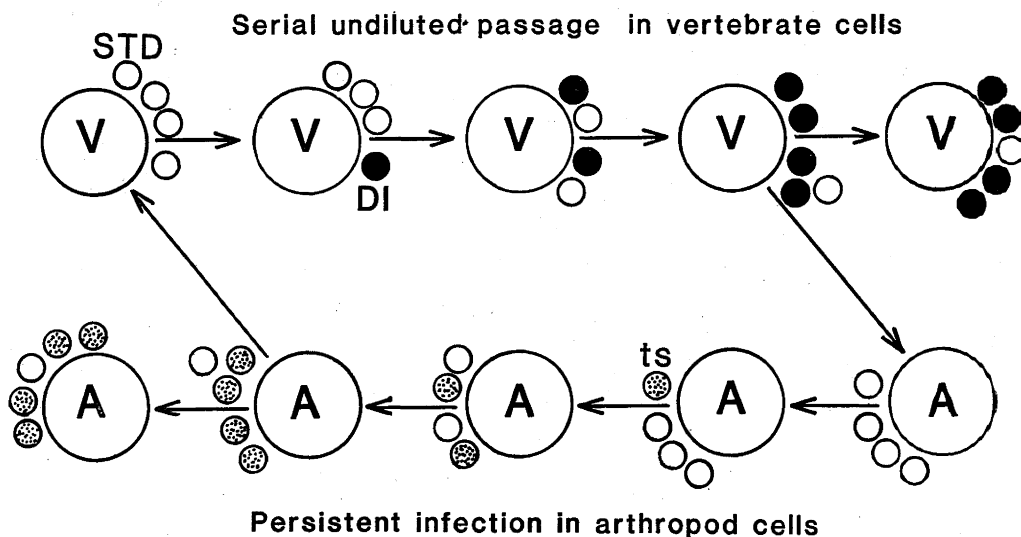 Serial undiluted passage in vertebrate cells
STD
V V V V V
DI
ts
A A A A A
Persistent infection in arthropod cells